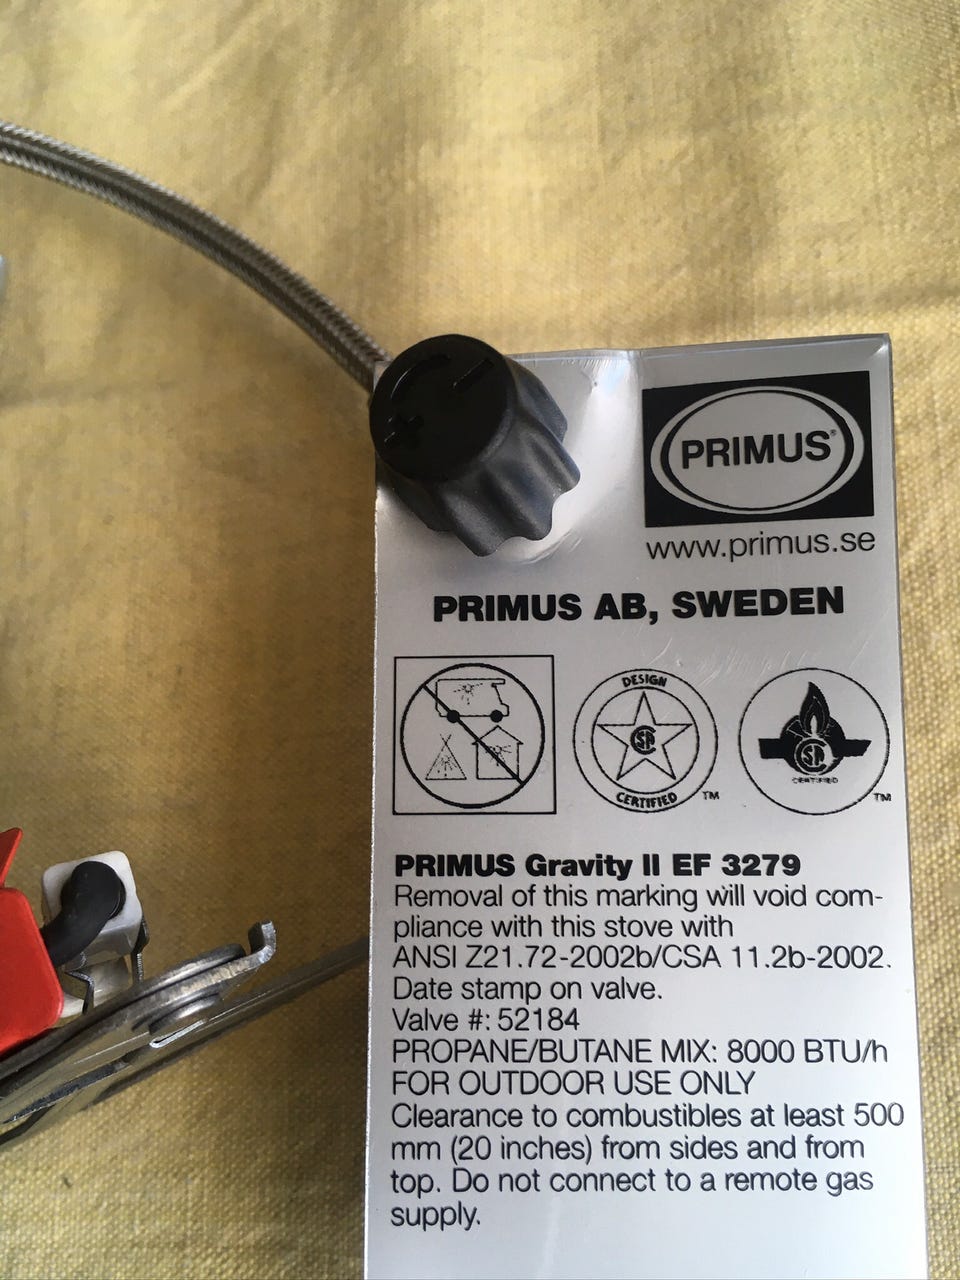 PRIMUS®
www.primus.se
PRIMUS AB, SWEDEN
DESIGN
CERTIFIED TM
CERTIFIED
TM
PRIMUS Gravity II EF 3279
Removal of this marking will void com-
pliance with this stove with
ANSI Z21.72-2002b/CSA 11.2b-2002.
Date stamp on valve.
Valve #: 52184
PROPANE/BUTANE MIX: 8000 BTU/h
FOR OUTDOOR USE ONLY
Clearance to combustibles at least 500
mm (20 inches) from sides and from
top. Do not connect to a remote gas
supply.